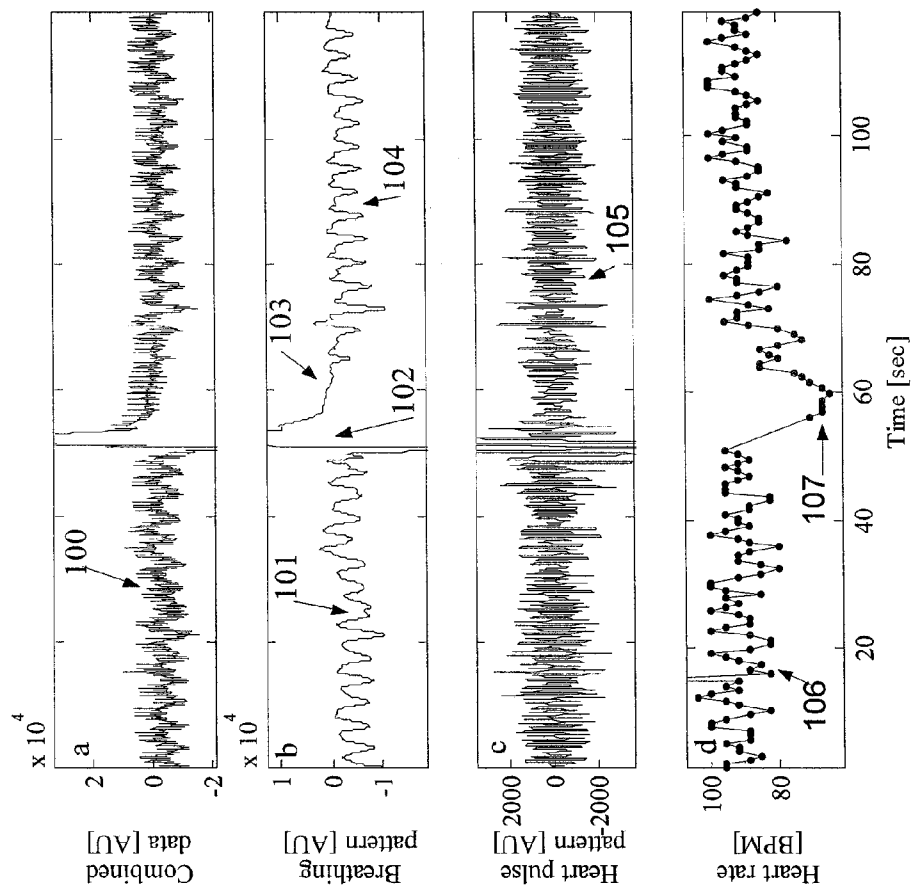 Combined
data [AU]
x 10 4
2
0
-2
a
100
Breathing
pattern [AU]
x 10 4
1
0
-1
b
101
102
103
104
Heart pulse
pattern [AU]
2000
0
-2000
c
105
Heart rate
[BPM]
100
80
d
106
107
20
40
60
80
100
Time [sec]